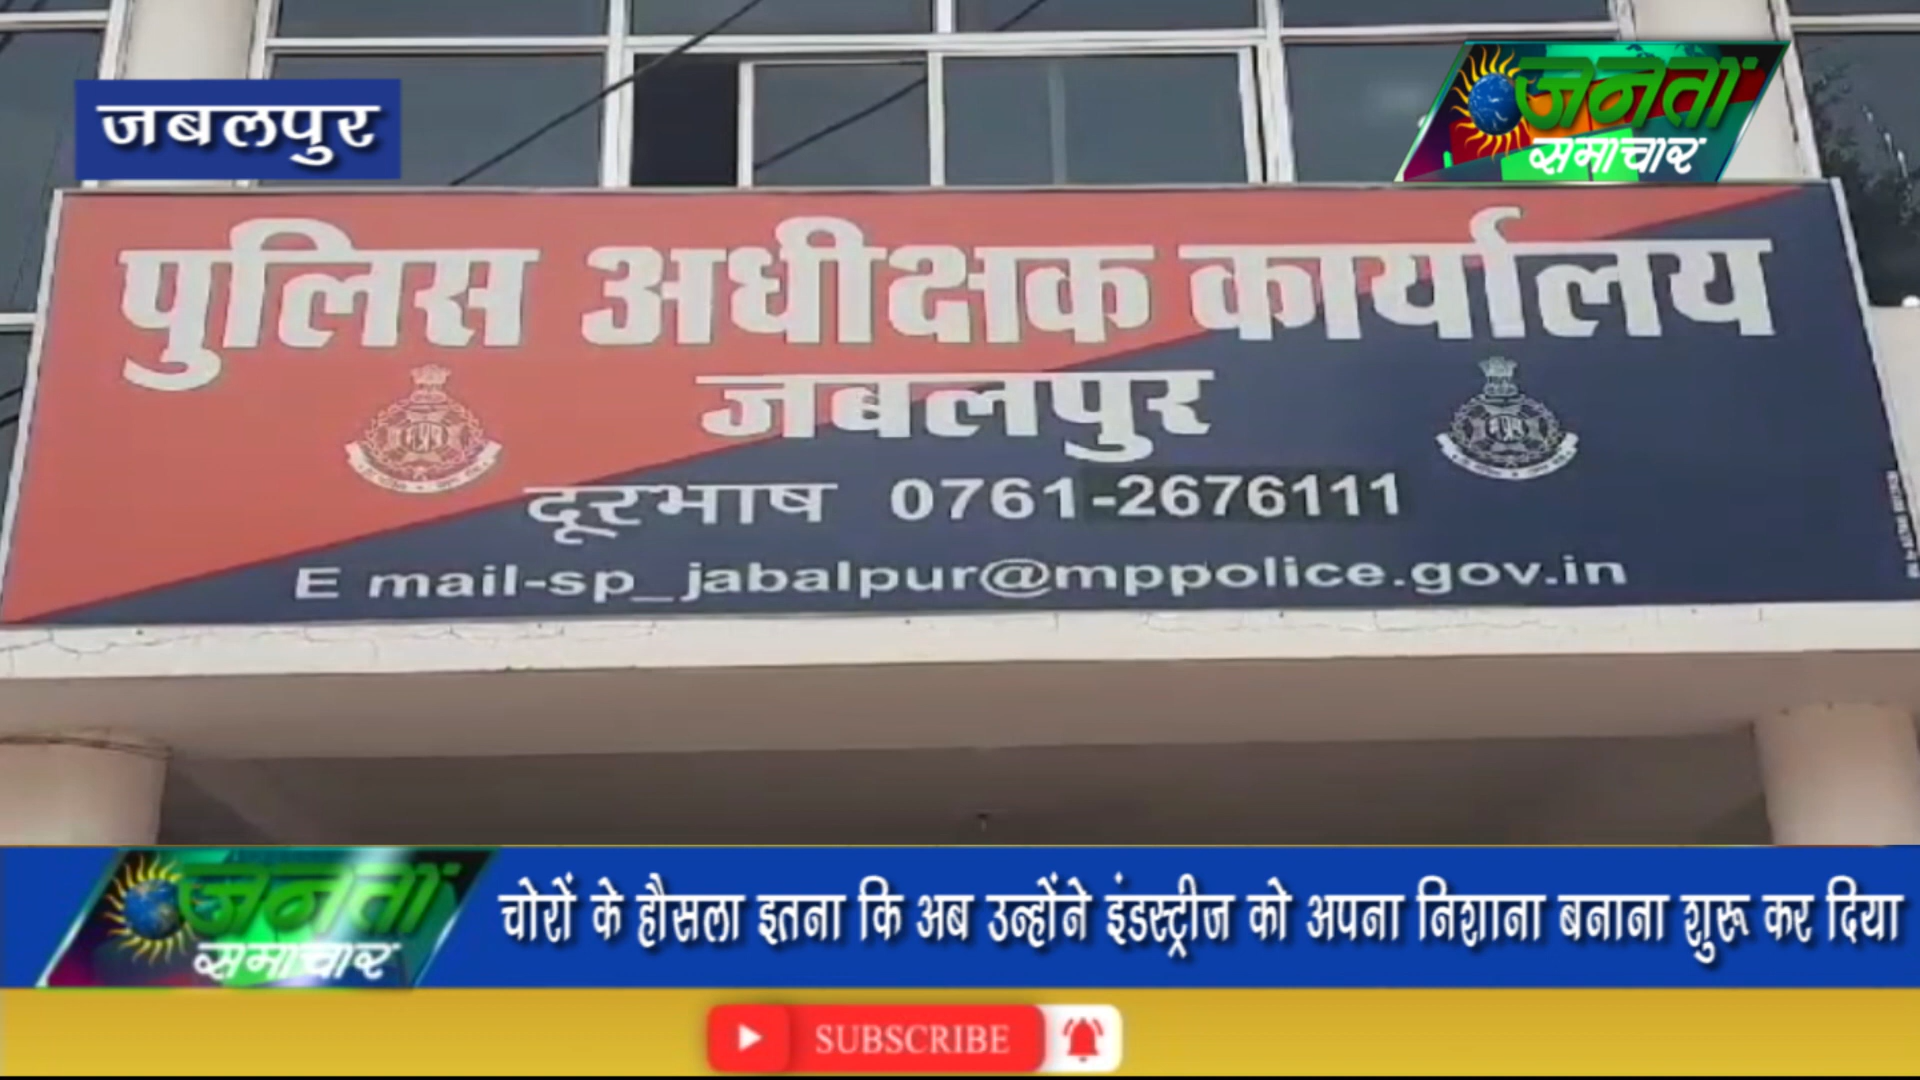 जबलपुर
जनता
समाचार
पुलिस अधीक्षक कार्यालय
जबलपुर
दूरभाष 0761-2676111
E mail-sp_jabalpur@mppolice.gov.in
जनता
समाचार
चोरों के हौसला इतना कि अब उन्होंने इंडस्ट्रीज को अपना निशाना बनाना शुरू कर दिया
SUBSCRIBE